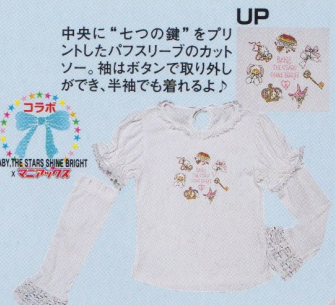 UP
中央に“七つの鍵”をプリ
ントしたパフスリーブのカット
ソー。袖はボタンで取り外し
ができ、半袖でも着れるよ♪
コラボ
BABY,THE STARS SHINE BRIGHT
×マニアックス